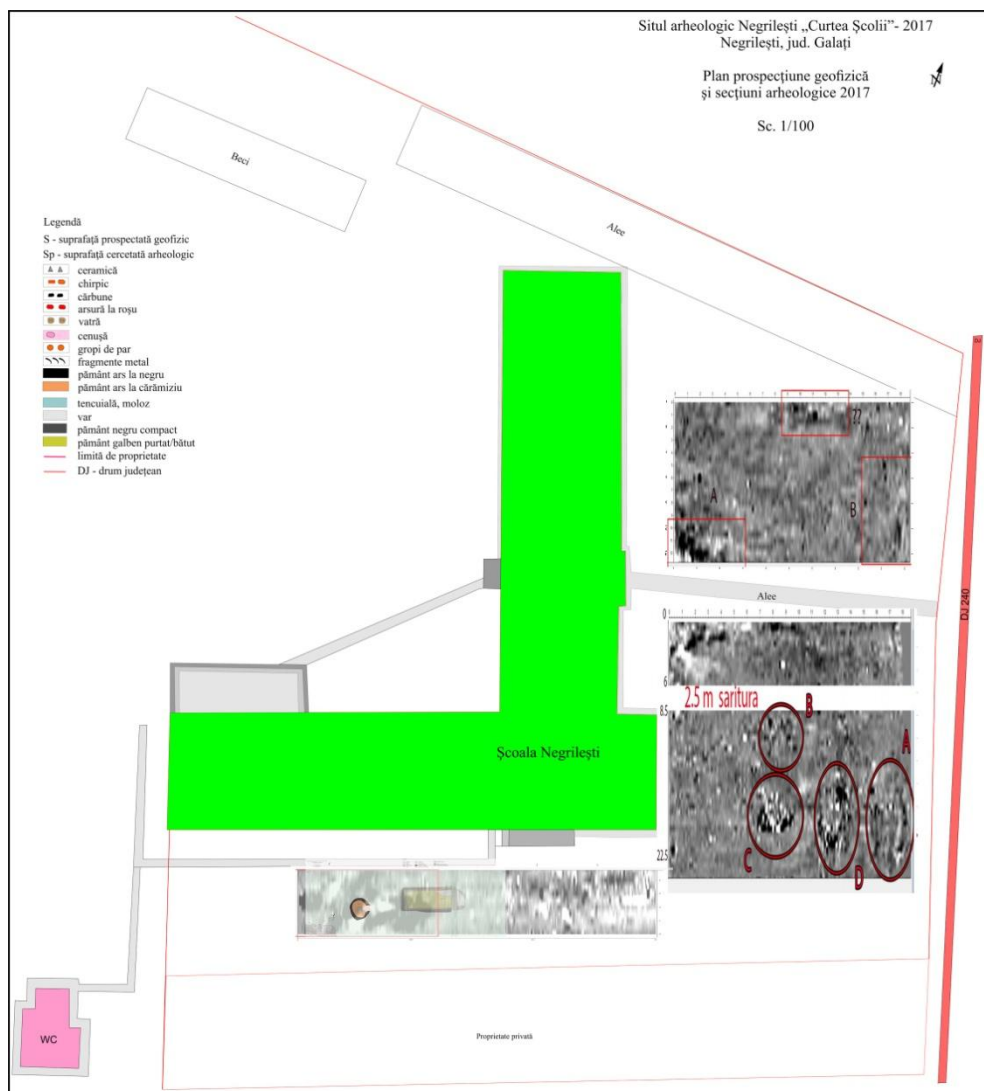 Situl arheologic Negrilești „Curtea Școlii”- 2017
Negrilești, jud. Galați
Plan prospecțiune geofizică
și secțiuni arheologice 2017
Sc. 1/100
N
Beci
Alee
Legendă
S - suprafață prospectată geofizic
Sp - suprafață cercetată arheologic
ceramică
chirpic
cărbune
arsură la roșu
vatră
cenușă
gropi de par
fragmente metal
pământ ars la negru
pământ ars la cărămiziu
tencuială, moloz
var
pământ negru compact
pământ galben purtat/bătut
limită de proprietate
DJ - drum județean
??
A
B
Alee
DJ 240
0
6
2.5 m saritura
8.5
B
A
Școala Negrilești
C
D
22.5
WC
Proprietate privată